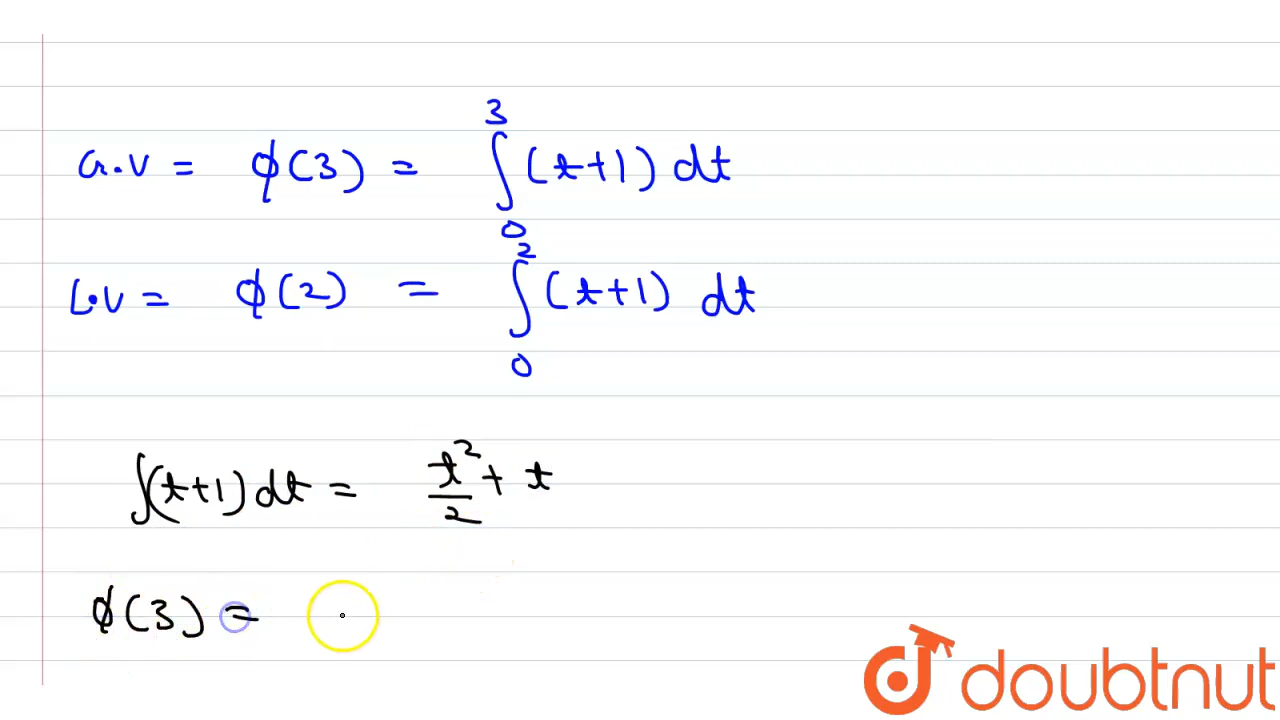 G.V = ϕ(3) = ∫₀³ (t+1) dt
L.V = ϕ(2) = ∫₀² (t+1) dt
∫(t+1) dt = t²/2 + t
ϕ(3) =
doubtnut